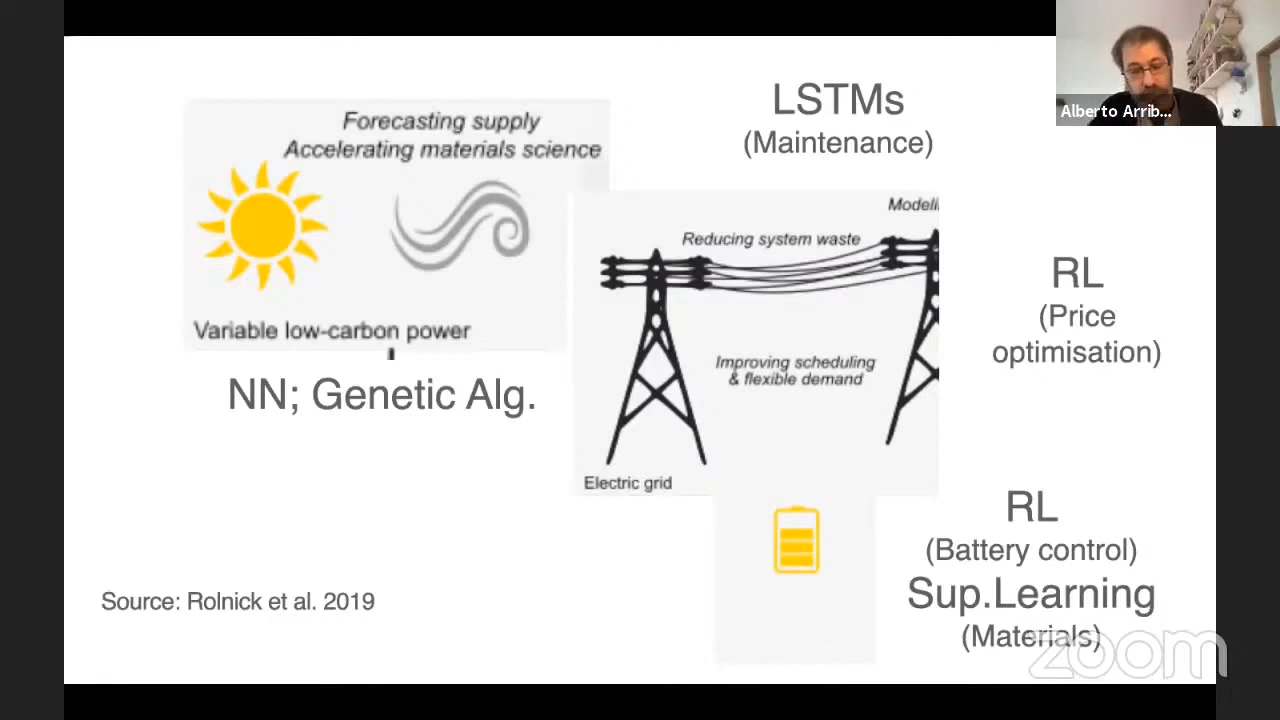 Forecasting supply
Accelerating materials science
Variable low-carbon power
NN; Genetic Alg.
LSTMs
(Maintenance)
Reducing system waste
Improving scheduling
& flexible demand
Electric grid
RL
(Price
optimisation)
RL
(Battery control)
Sup.Learning
(Materials)
Source: Rolnick et al. 2019
Alberto Arrib...
zoom